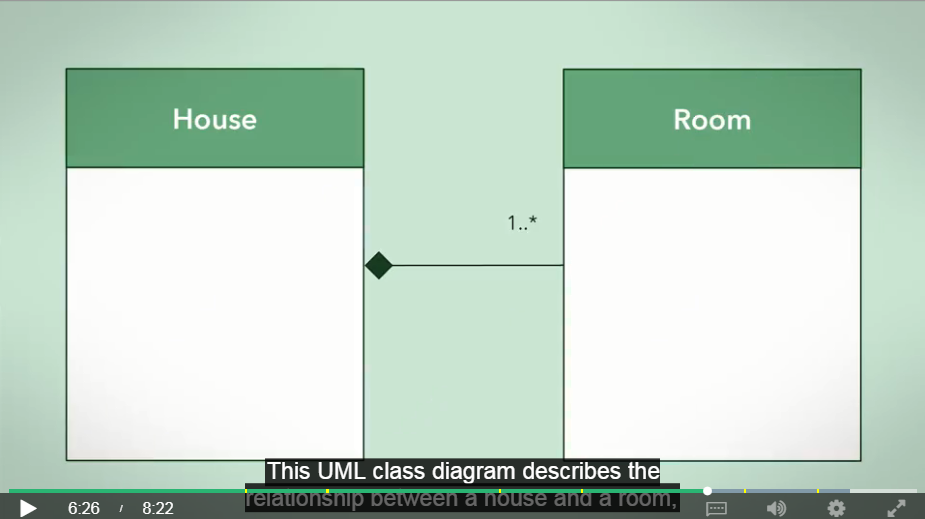 House
Room
1..*
This UML class diagram describes the
relationship between a house and a room,
6:26 / 8:22